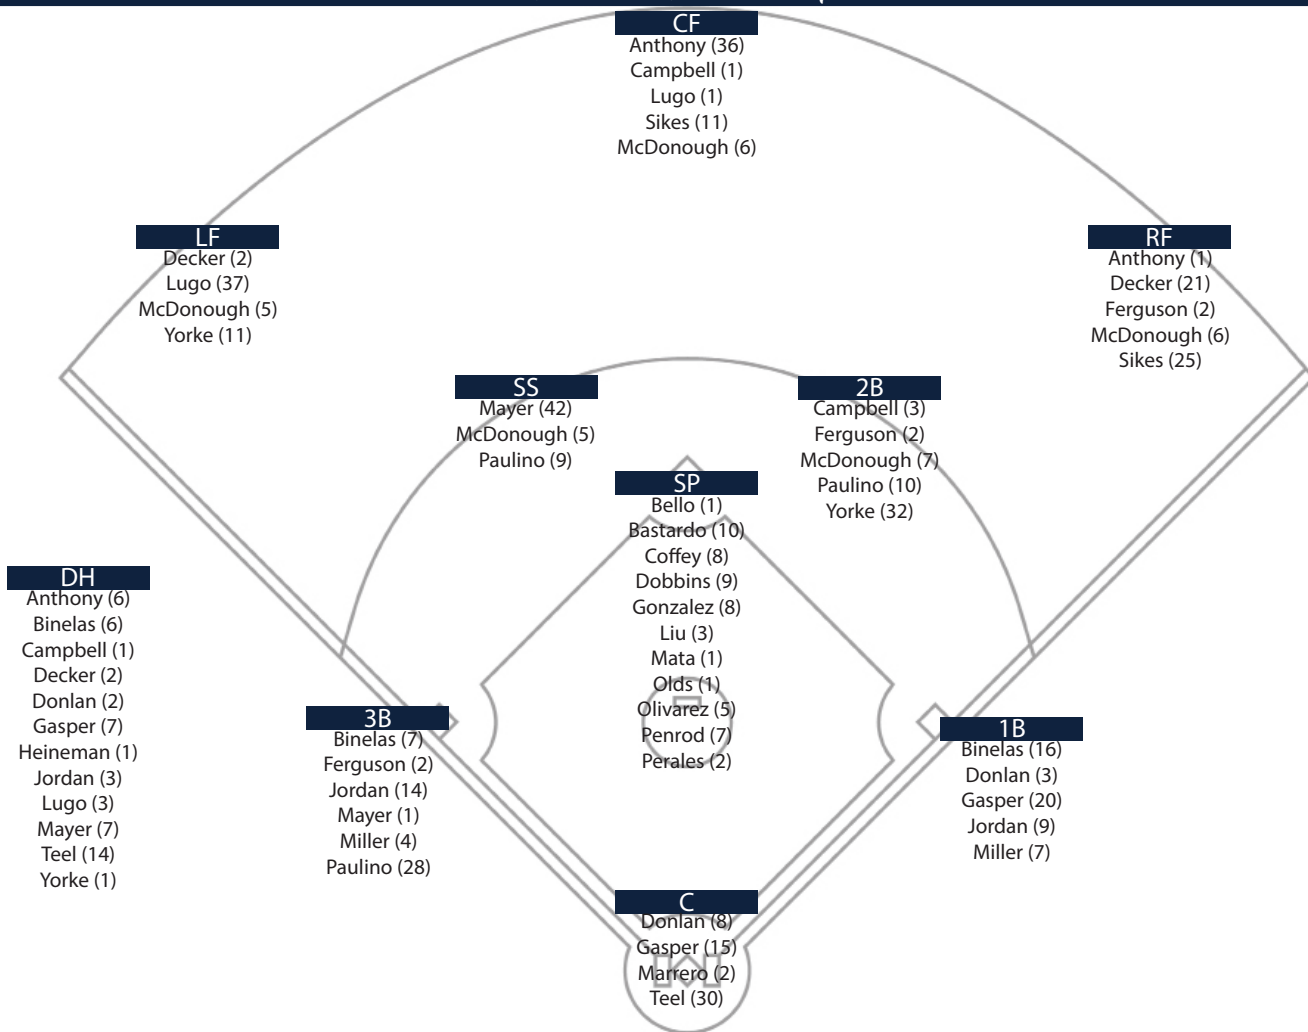 CF
Anthony (36)
Campbell (1)
Lugo (1)
Sikes (11)
McDonough (6)
LF
Decker (2)
Lugo (37)
McDonough (5)
Yorke (11)
RF
Anthony (1)
Decker (21)
Ferguson (2)
McDonough (6)
Sikes (25)
SS
Mayer (42)
McDonough (5)
Paulino (9)
2B
Campbell (3)
Ferguson (2)
McDonough (7)
Paulino (10)
Yorke (32)
SP
Bello (1)
Bastardo (10)
Coffey (8)
Dobbins (9)
Gonzalez (8)
Liu (3)
Mata (1)
Olds (1)
Olivarez (5)
Penrod (7)
Perales (2)
DH
Anthony (6)
Binelas (6)
Campbell (1)
Decker (2)
Donlan (2)
Gasper (7)
Heineman (1)
Jordan (3)
Lugo (3)
Mayer (7)
Teel (14)
Yorke (1)
3B
Binelas (7)
Ferguson (2)
Jordan (14)
Mayer (1)
Miller (4)
Paulino (28)
1B
Binelas (16)
Donlan (3)
Gasper (20)
Jordan (9)
Miller (7)
C
Donlan (8)
Gasper (15)
Marrero (2)
Teel (30)